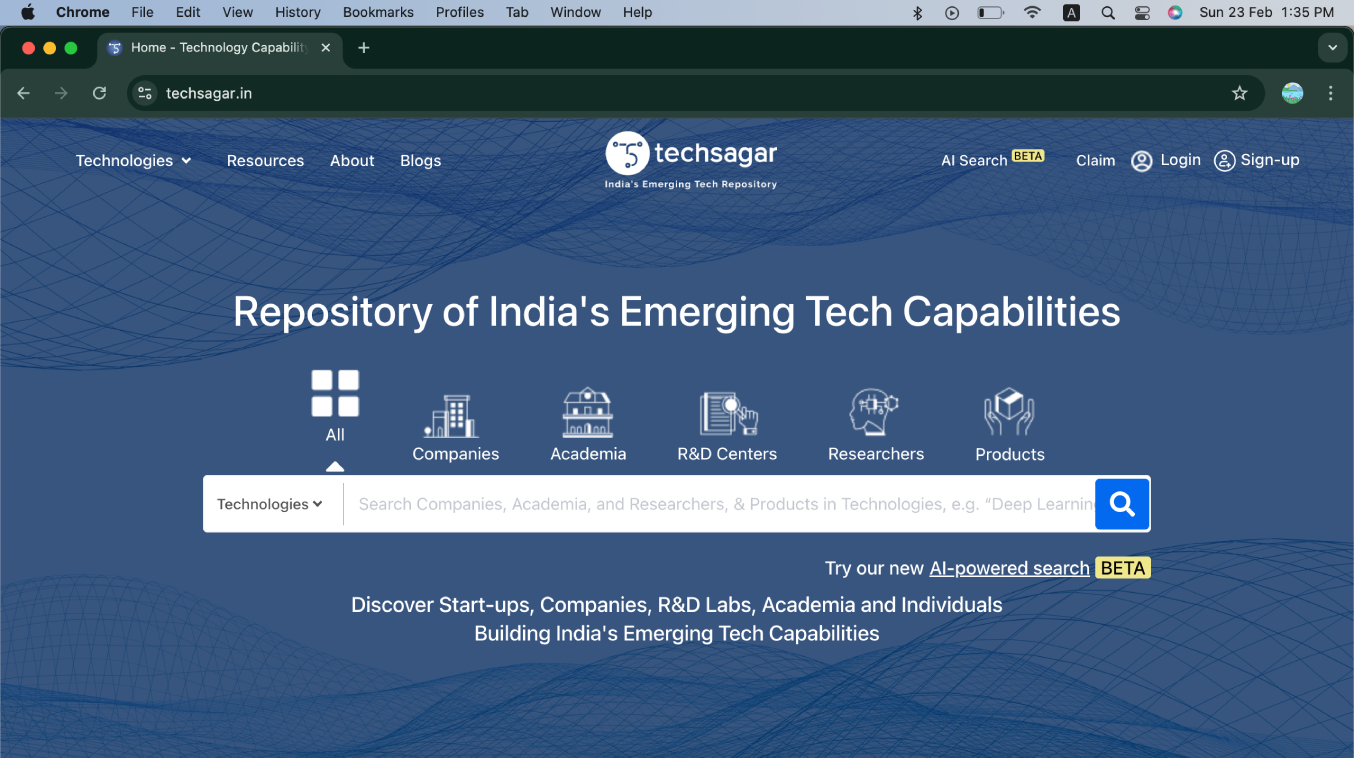 Chrome File Edit View History Bookmarks Profiles Tab Window Help A Sun 23 Feb 1:35 PM
Home - Technology Capabilit
techsagar.in
Technologies Resources About Blogs techsagar AI Search BETA Claim Login Sign-up
India's Emerging Tech Repository
Repository of India's Emerging Tech Capabilities
All Companies Academia R&D Centers Researchers Products
Technologies Search Companies, Academia, and Researchers, & Products in Technologies, e.g. “Deep Learning
Try our new AI-powered search BETA
Discover Start-ups, Companies, R&D Labs, Academia and Individuals
Building India's Emerging Tech Capabilities